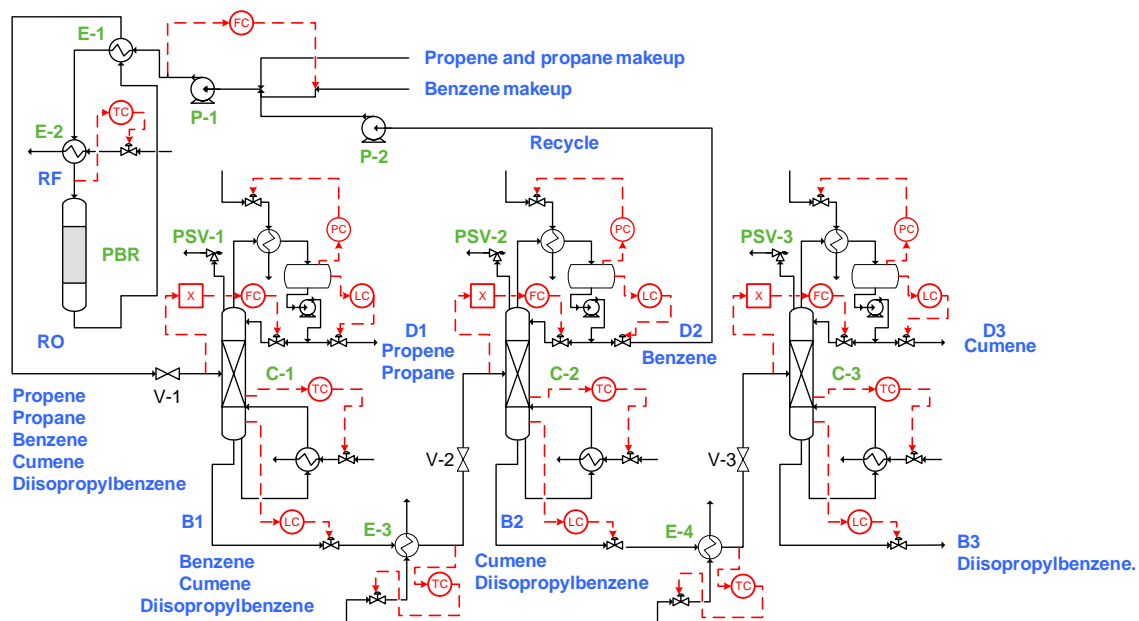 FC
E-1
Propene and propane makeup
Benzene makeup
P-1
TC
E-2
P-2
Recycle
RF
PSV-1
PC
PSV-2
PC
PSV-3
PC
PBR
X
FC
LC
X
FC
LC
X
FC
LC
RO
D1
Propene
Propane
D2
Benzene
D3
Cumene
V-1
C-1
TC
C-2
TC
C-3
TC
Propene
Propane
Benzene
Cumene
Diisopropylbenzene
V-2
V-3
B1
LC
E-3
B2
LC
E-4
LC
B3
Diisopropylbenzene.
Benzene
Cumene
Diisopropylbenzene
Cumene
Diisopropylbenzene
TC
TC